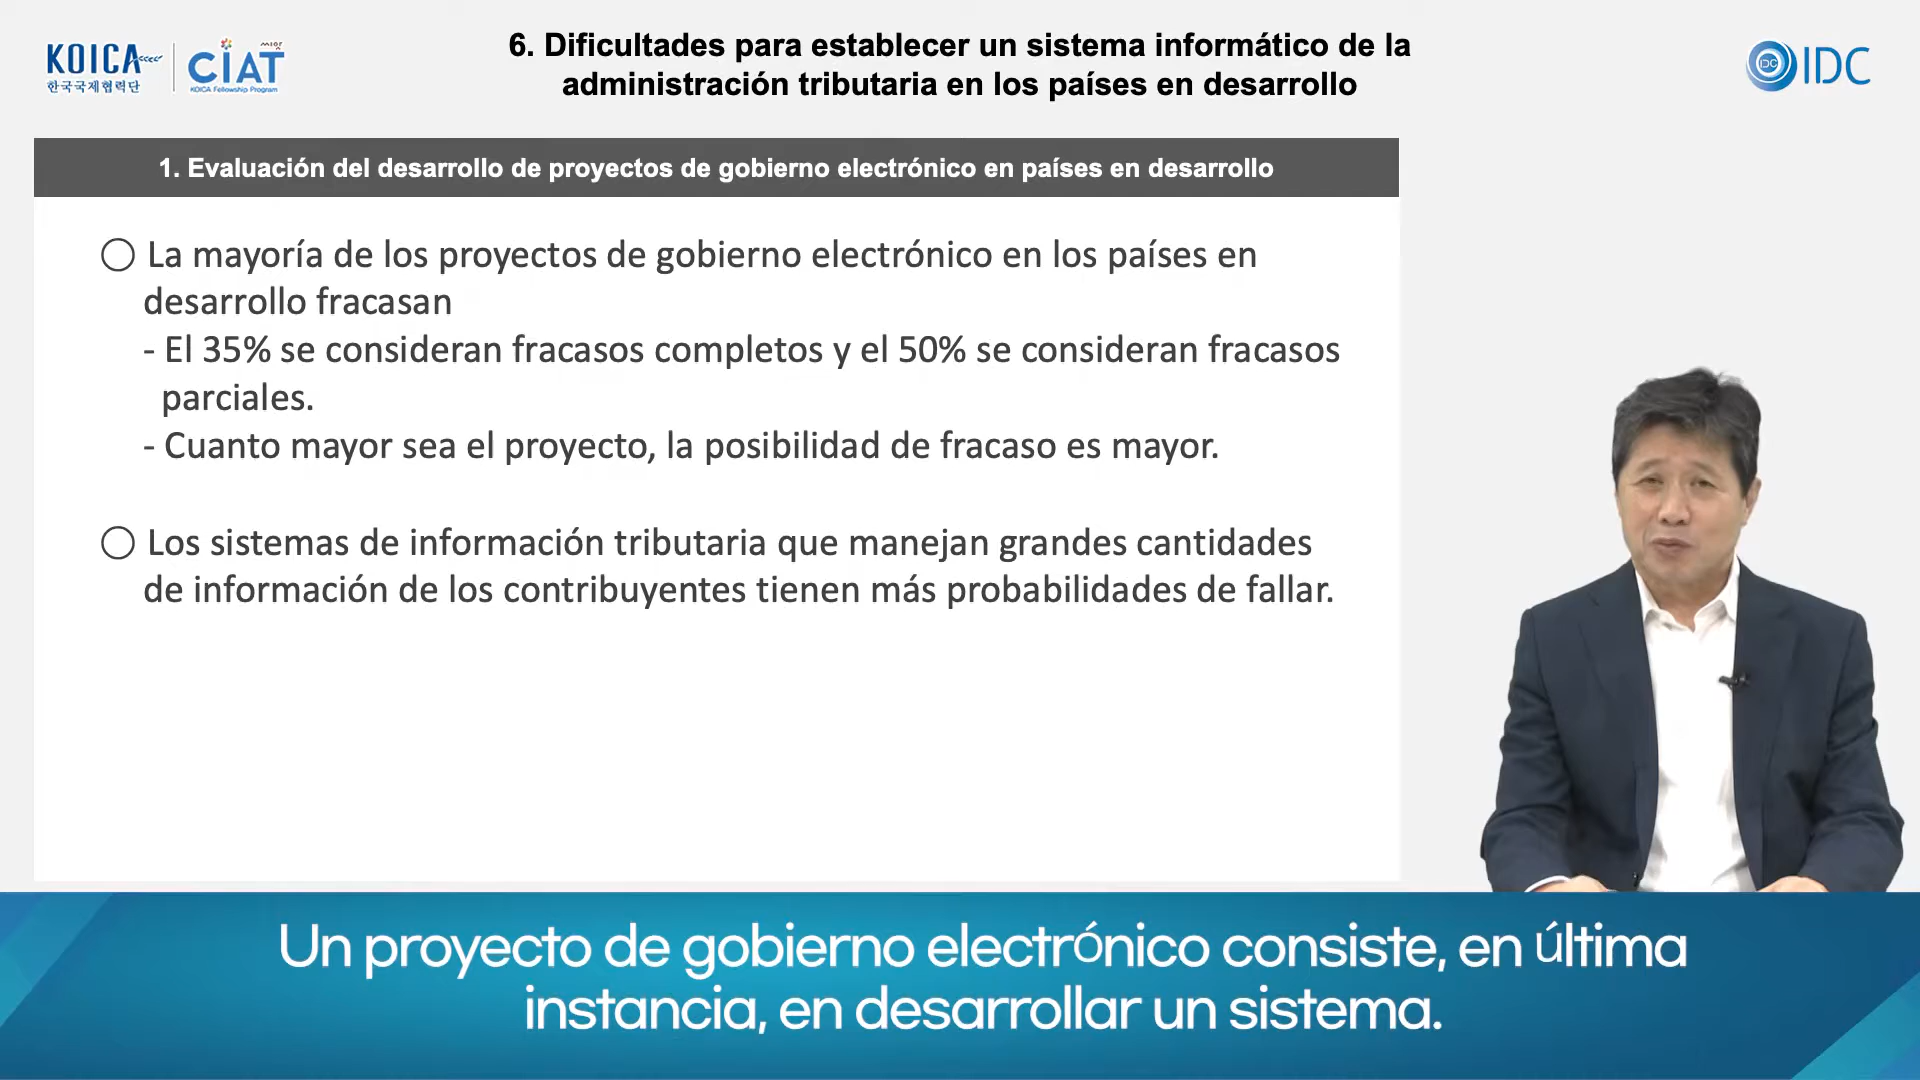 KOICA
한국국제협력단
CIAT
KOICA Fellowship Program
6. Dificultades para establecer un sistema informático de la
administración tributaria en los países en desarrollo
IDC
1. Evaluación del desarrollo de proyectos de gobierno electrónico en países en desarrollo
○ La mayoría de los proyectos de gobierno electrónico en los países en
desarrollo fracasan
- El 35% se consideran fracasos completos y el 50% se consideran fracasos
parciales.
- Cuanto mayor sea el proyecto, la posibilidad de fracaso es mayor.
○ Los sistemas de información tributaria que manejan grandes cantidades
de información de los contribuyentes tienen más probabilidades de fallar.
Un proyecto de gobierno electrónico consiste, en última
instancia, en desarrollar un sistema.